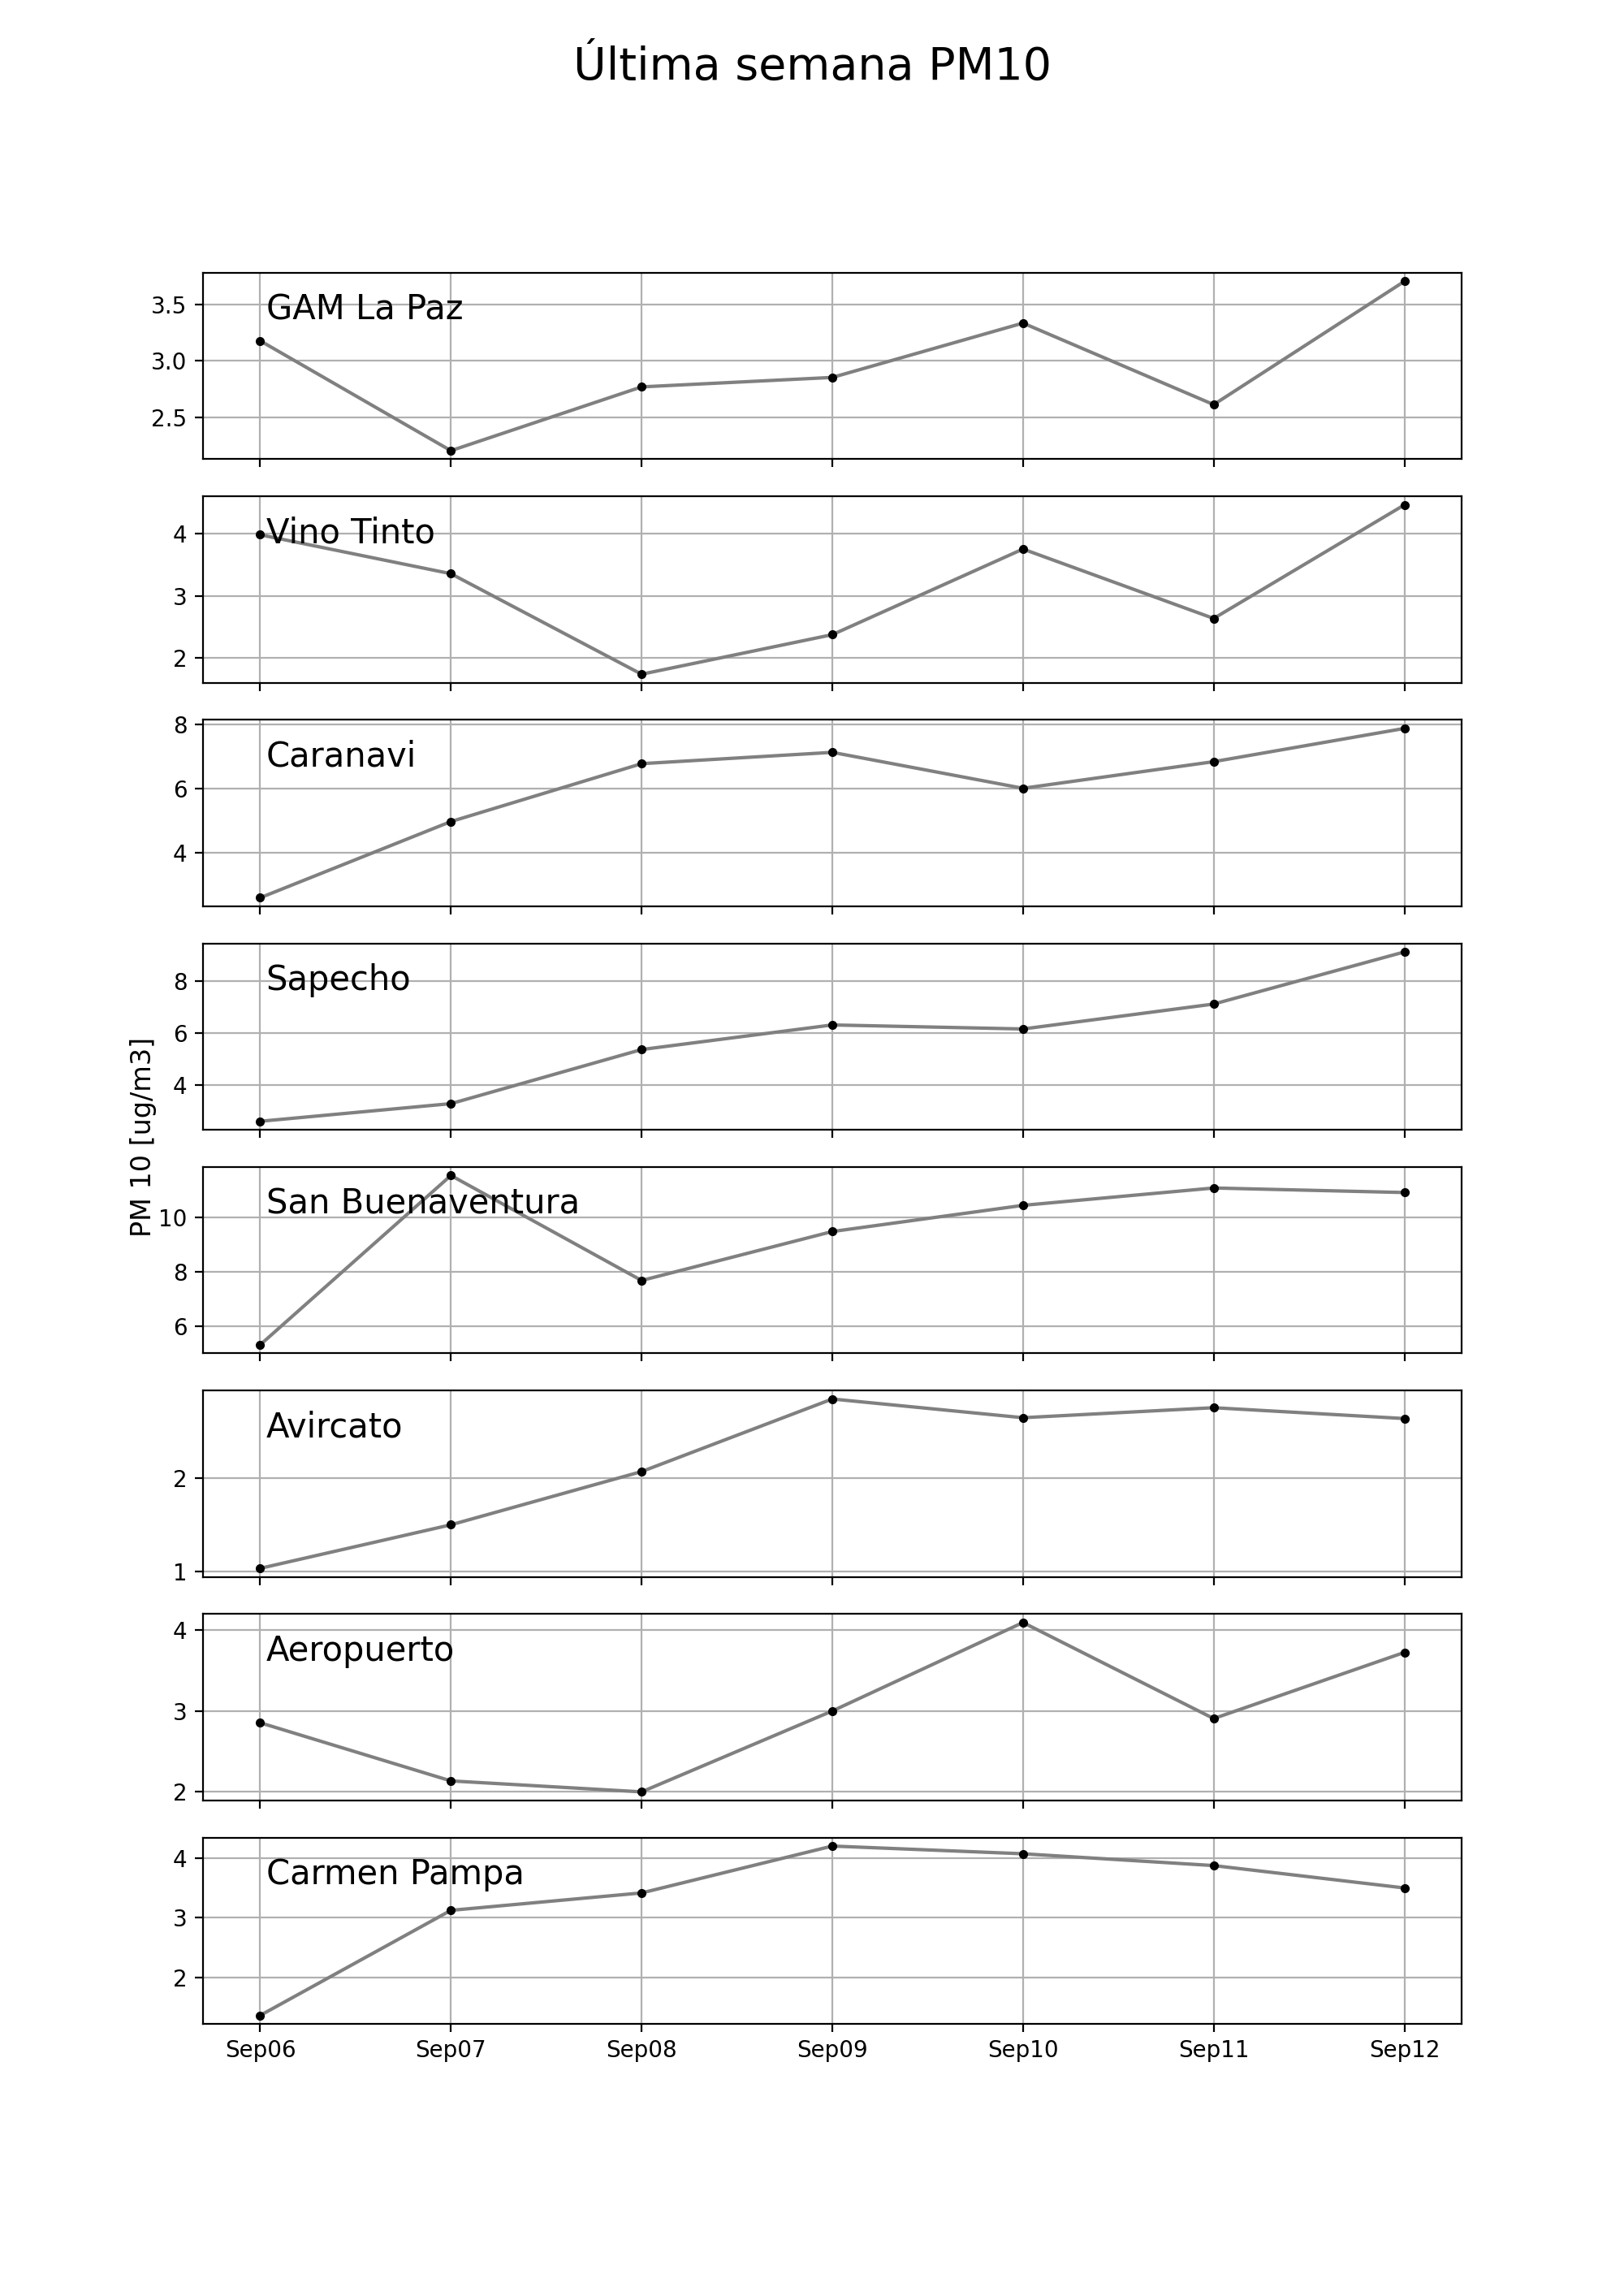 Última semana PM10
GAM La Paz
3.5
3.0
2.5
Vino Tinto
4
3
2
Caranavi
8
6
4
Sapecho
8
6
4
PM 10 [ug/m3]
San Buenaventura
10
8
6
Avircato
2
1
Aeropuerto
4
3
2
Carmen Pampa
4
3
2
Sep06 Sep07 Sep08 Sep09 Sep10 Sep11 Sep12